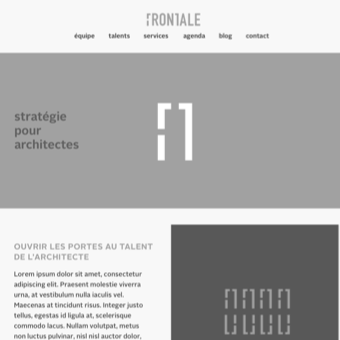 FRONTALE
équipe talents services agenda blog contact
stratégie
pour
architectes
OUVRIR LES PORTES AU TALENT
DE L'ARCHITECTE
Lorem ipsum dolor sit amet, consectetur
adipiscing elit. Praesent molestie viverra
urna, at vestibulum nulla iaculis vel.
Maecenas at tincidunt risus. Integer justo
tellus, egestas id ligula at, scelerisque
commodo lacus. Nullam volutpat, metus
non luctus pulvinar, nisl nisl auctor dolor,